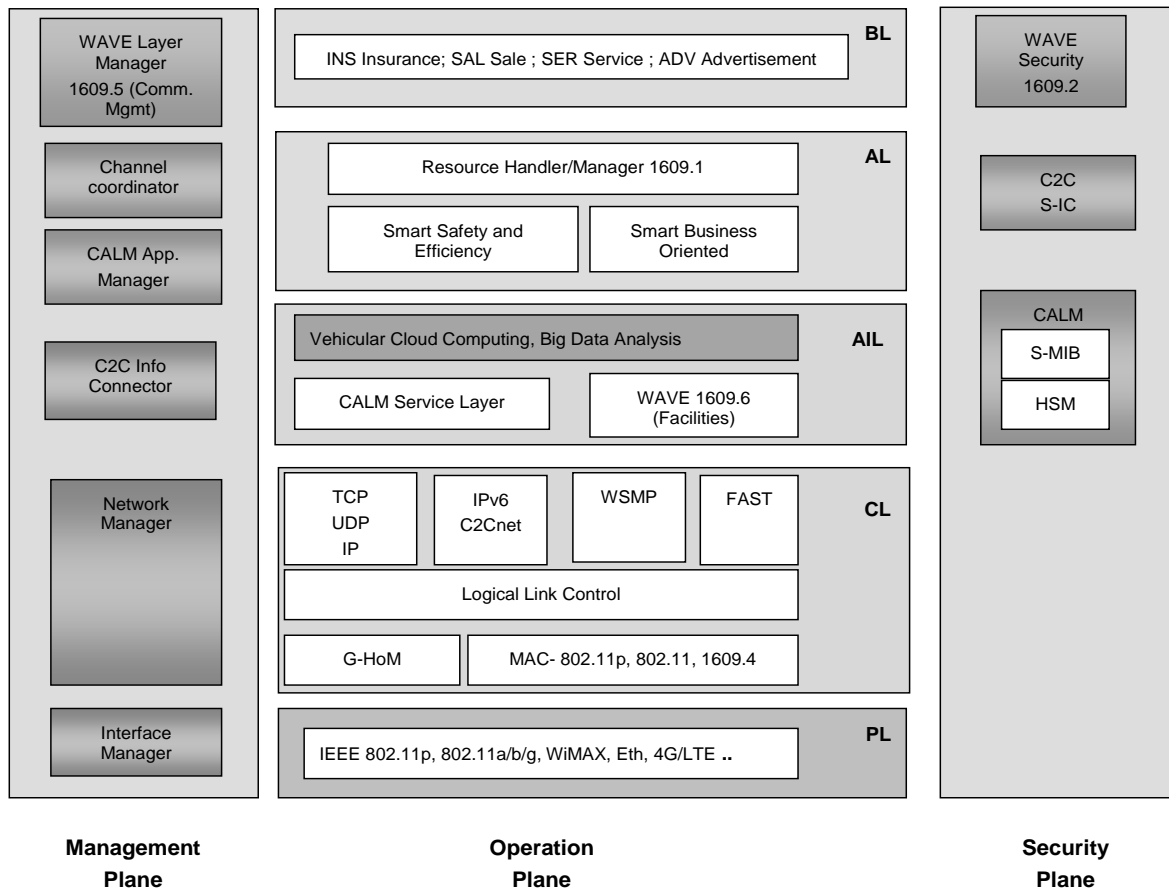 WAVE Layer
Manager
1609.5 (Comm.
Mgmt)
Channel
coordinator
CALM App.
Manager
C2C Info
Connector
Network
Manager
Interface
Manager
BL
INS Insurance; SAL Sale ; SER Service ; ADV Advertisement
AL
Resource Handler/Manager 1609.1
Smart Safety and
Efficiency
Smart Business
Oriented
AIL
Vehicular Cloud Computing, Big Data Analysis
CALM Service Layer
WAVE 1609.6
(Facilities)
CL
TCP
UDP
IP
IPv6
C2Cnet
WSMP
FAST
Logical Link Control
G-HoM
MAC- 802.11p, 802.11, 1609.4
PL
IEEE 802.11p, 802.11a/b/g, WiMAX, Eth, 4G/LTE ..
WAVE
Security
1609.2
C2C
S-IC
CALM
S-MIB
HSM
Management
Plane
Operation
Plane
Security
Plane